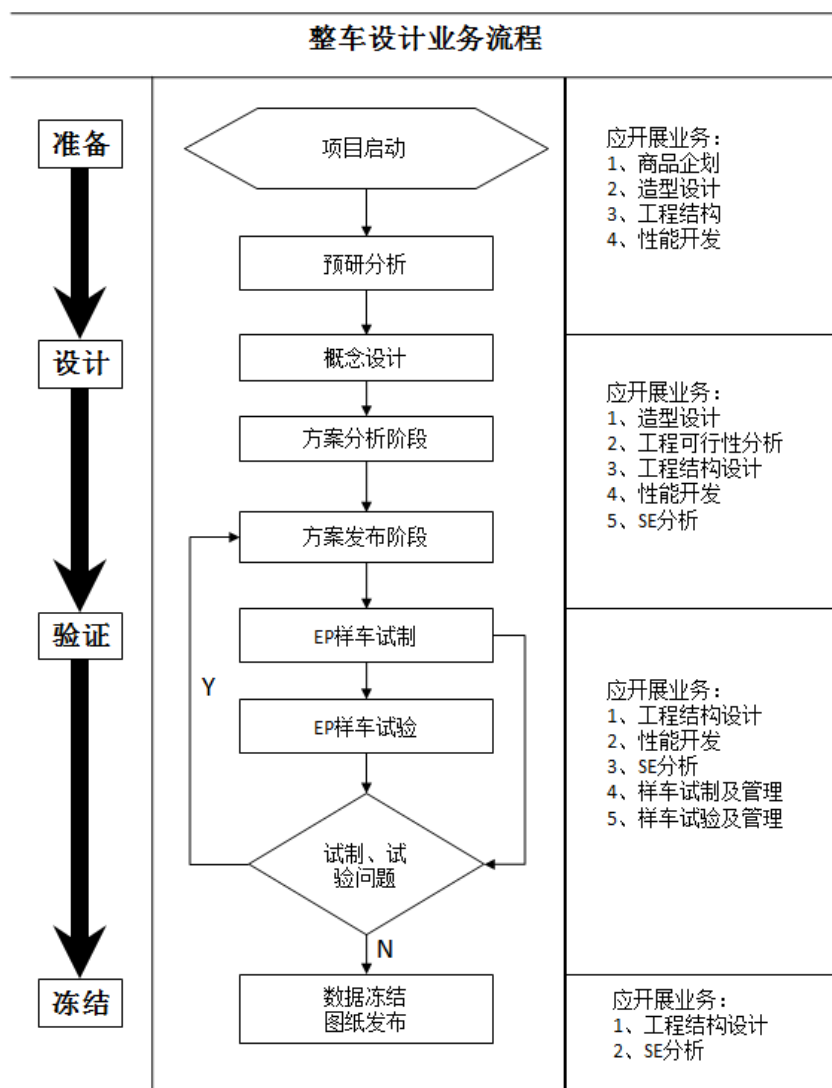 整车设计业务流程
准备
项目启动
应开展业务：
1、商品企划
2、造型设计
3、工程结构
4、性能开发
预研分析
设计
概念设计
方案分析阶段
方案发布阶段
应开展业务：
1、造型设计
2、工程可行性分析
3、工程结构设计
4、性能开发
5、SE分析
验证
EP样车试制
Y
EP样车试验
试制、试
验问题
N
应开展业务：
1、工程结构设计
2、性能开发
3、SE分析
4、样车试制及管理
5、样车试验及管理
冻结
数据冻结
图纸发布
应开展业务：
1、工程结构设计
2、SE分析